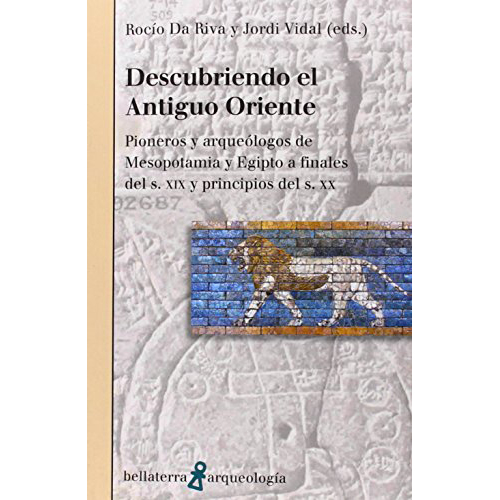 Rocío Da Riva y Jordi Vidal (eds.)
Descubriendo el
Antiguo Oriente
Pioneros y arqueólogos de
Mesopotamia y Egipto a finales
del s. XIX y principios del s. XX
92687
bellaterra arqueología